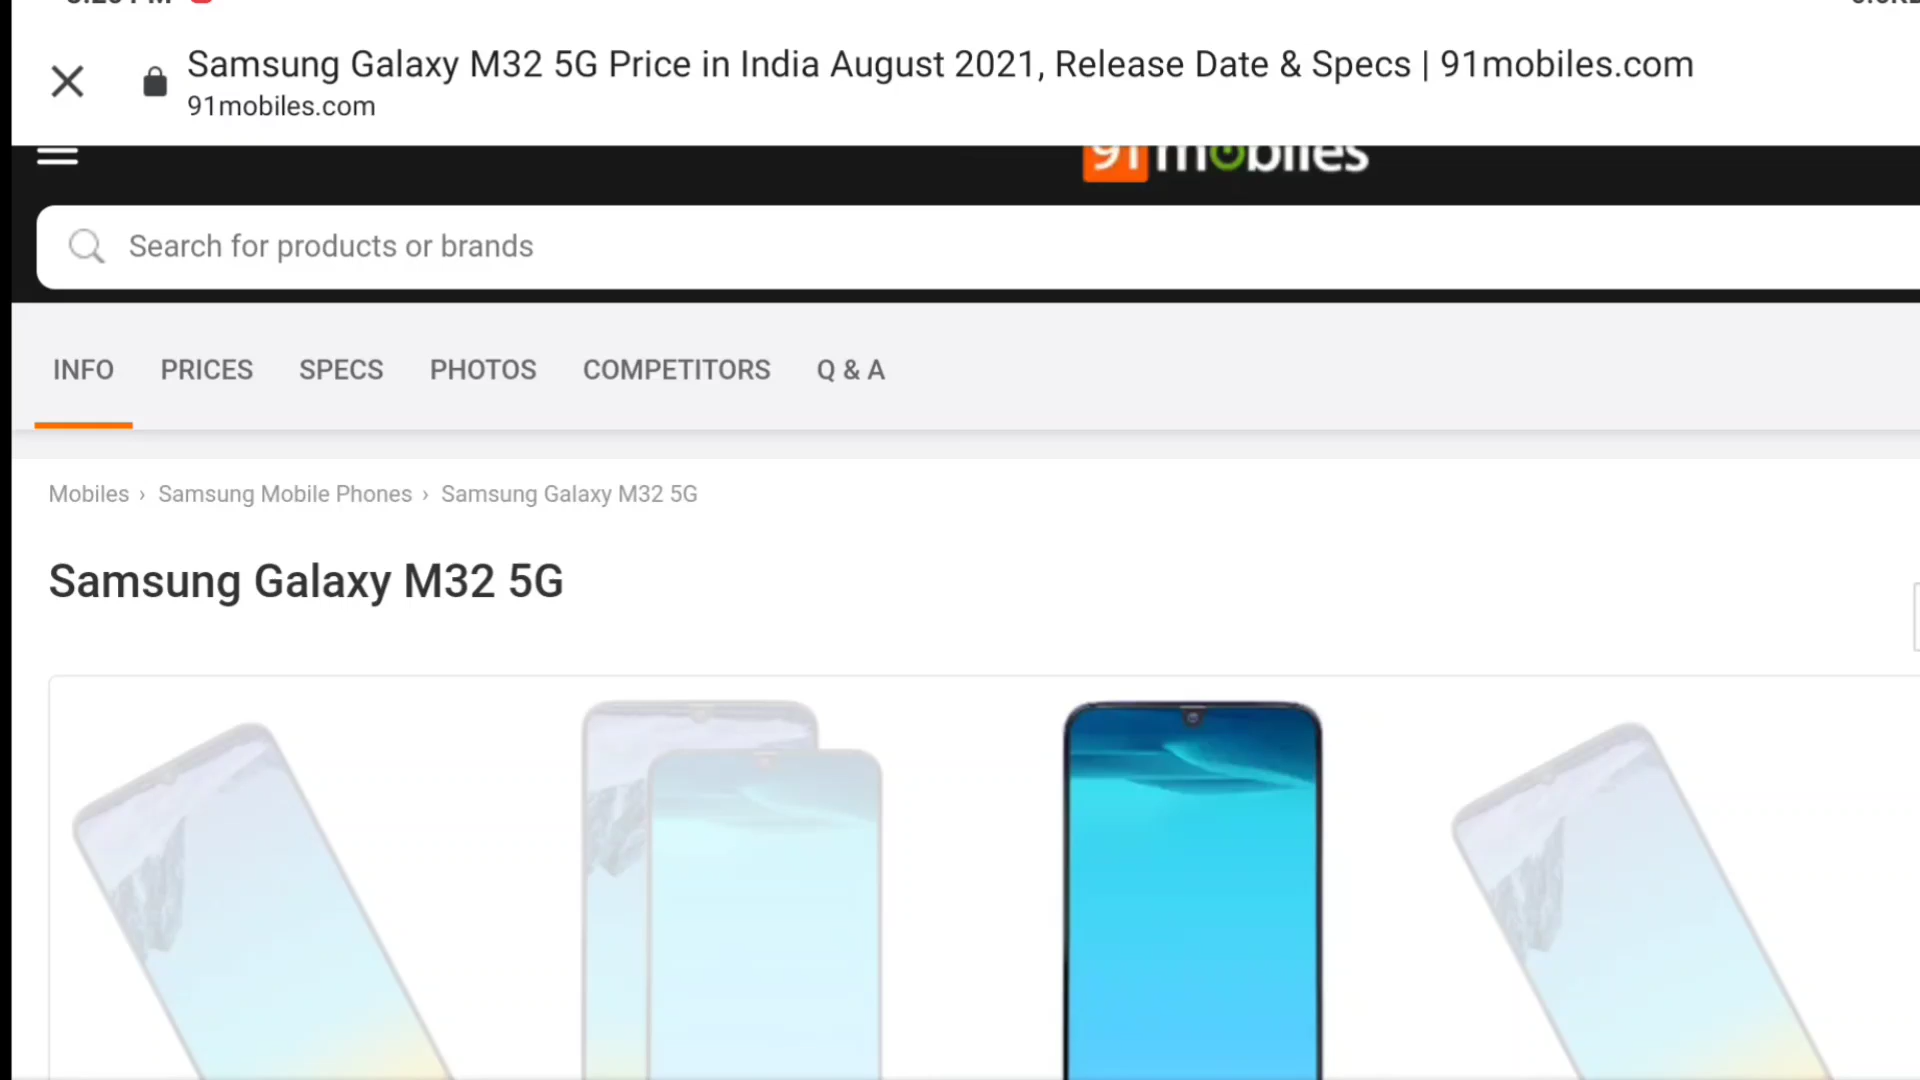 Samsung Galaxy M32 5G Price in India August 2021, Release Date & Specs | 91mobiles.com
91mobiles.com
91mobiles
Search for products or brands
INFO PRICES SPECS PHOTOS COMPETITORS Q & A
Mobiles › Samsung Mobile Phones › Samsung Galaxy M32 5G
Samsung Galaxy M32 5G